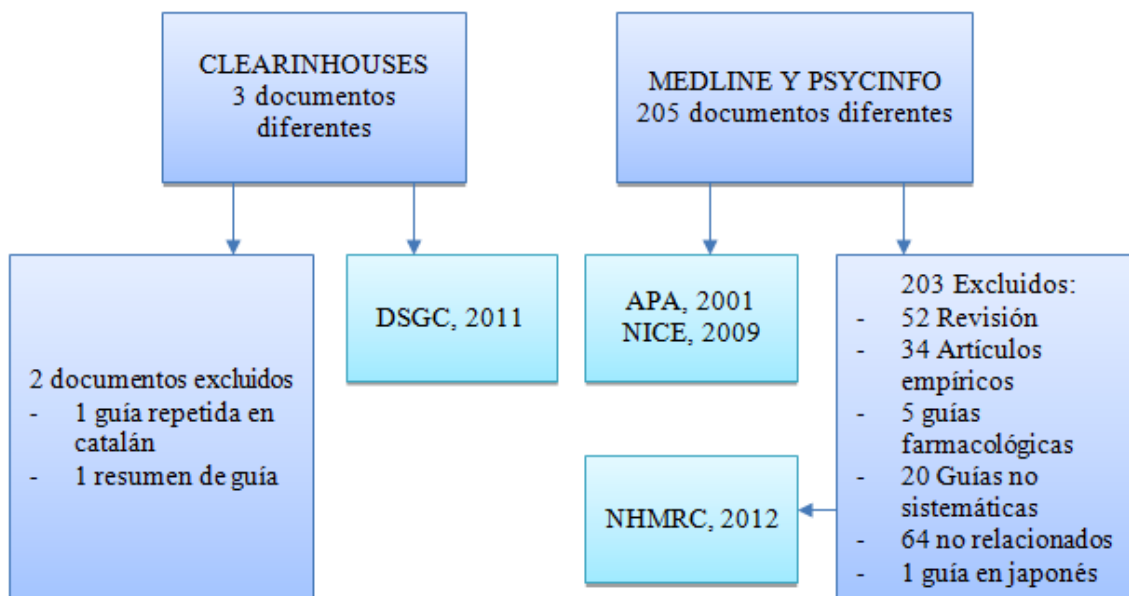 CLEARINHOUSES
3 documentos
diferentes
MEDLINE Y PSYCINFO
205 documentos diferentes
2 documentos excluidos
- 1 guía repetida en
catalán
- 1 resumen de guía
DSGC, 2011
APA, 2001
NICE, 2009
NHMRC, 2012
203 Excluidos:
- 52 Revisión
- 34 Artículos
empíricos
- 5 guías
farmacológicas
- 20 Guías no
sistemáticas
- 64 no relacionados
- 1 guía en japonés